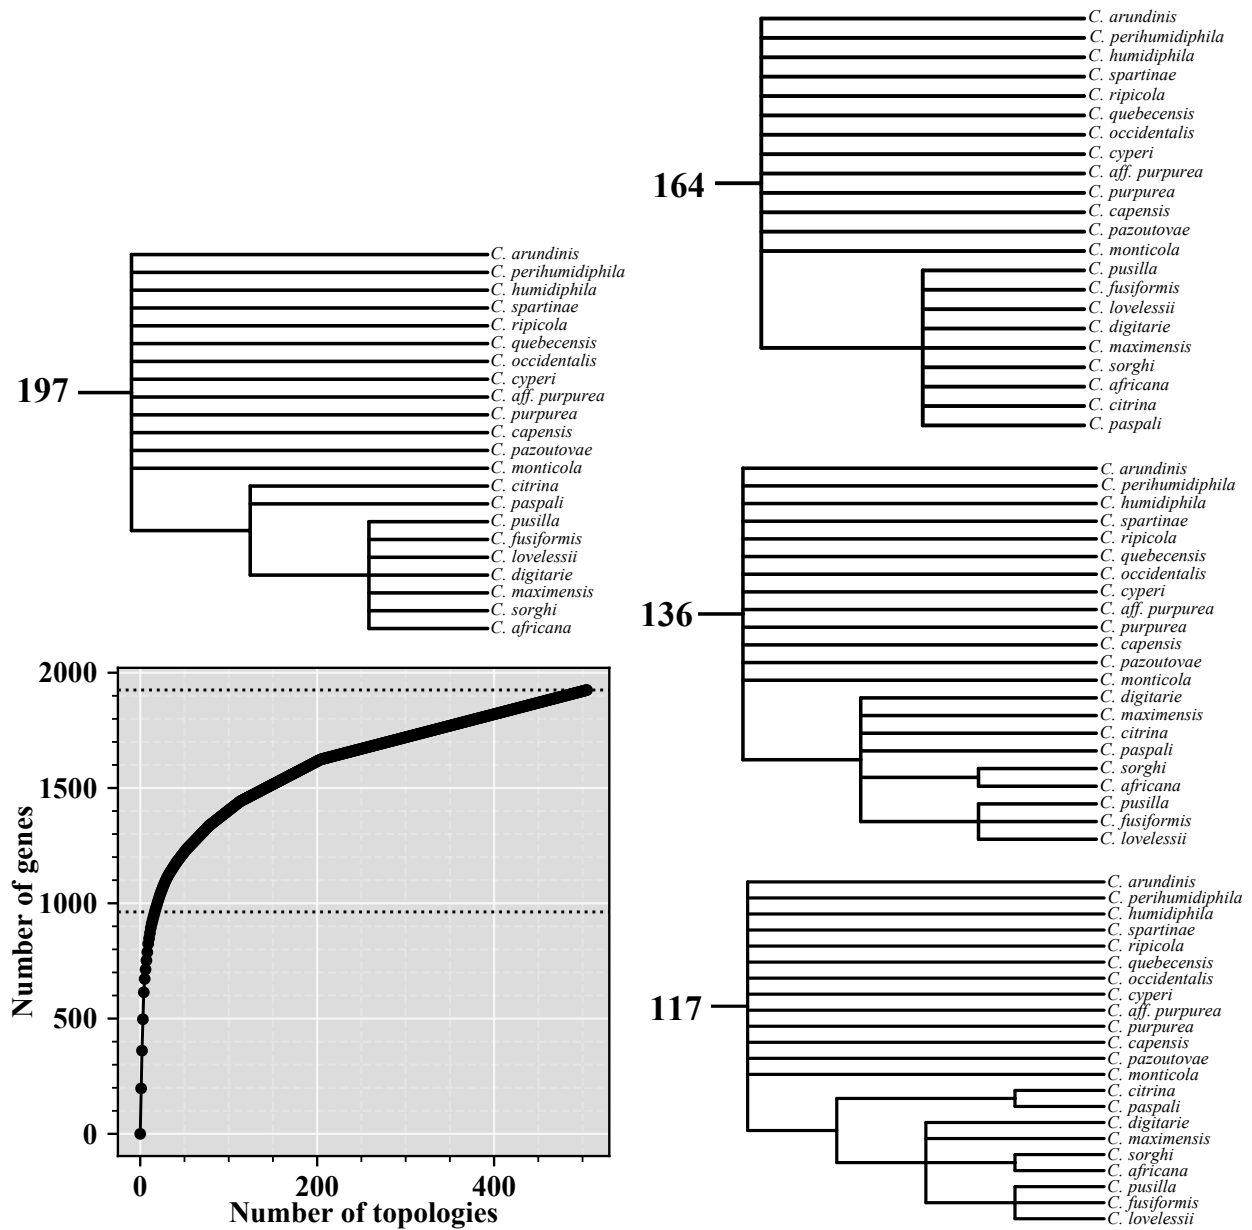 197
C. arundinis
C. perihumidiphila
C. humidiphila
C. spartinae
C. ripicola
C. quebecensis
C. occidentalis
C. cyperi
C. aff. purpurea
C. purpurea
C. capensis
C. pazoutovae
C. monticola
C. citrina
C. paspali
C. pusilla
C. fusiformis
C. lovelessii
C. digitarie
C. maximensis
C. sorghi
C. africana
164
C. arundinis
C. perihumidiphila
C. humidiphila
C. spartinae
C. ripicola
C. quebecensis
C. occidentalis
C. cyperi
C. aff. purpurea
C. purpurea
C. capensis
C. pazoutovae
C. monticola
C. pusilla
C. fusiformis
C. lovelessii
C. digitarie
C. maximensis
C. sorghi
C. africana
C. citrina
C. paspali
136
C. arundinis
C. perihumidiphila
C. humidiphila
C. spartinae
C. ripicola
C. quebecensis
C. occidentalis
C. cyperi
C. aff. purpurea
C. purpurea
C. capensis
C. pazoutovae
C. monticola
C. digitarie
C. maximensis
C. citrina
C. paspali
C. sorghi
C. africana
C. pusilla
C. fusiformis
C. lovelessii
117
C. arundinis
C. perihumidiphila
C. humidiphila
C. spartinae
C. ripicola
C. quebecensis
C. occidentalis
C. cyperi
C. aff. purpurea
C. purpurea
C. capensis
C. pazoutovae
C. monticola
C. citrina
C. paspali
C. digitarie
C. maximensis
C. sorghi
C. africana
C. pusilla
C. fusiformis
C. lovelessii
Number of genes
2000
1500
1000
500
0
0 200 400
Number of topologies